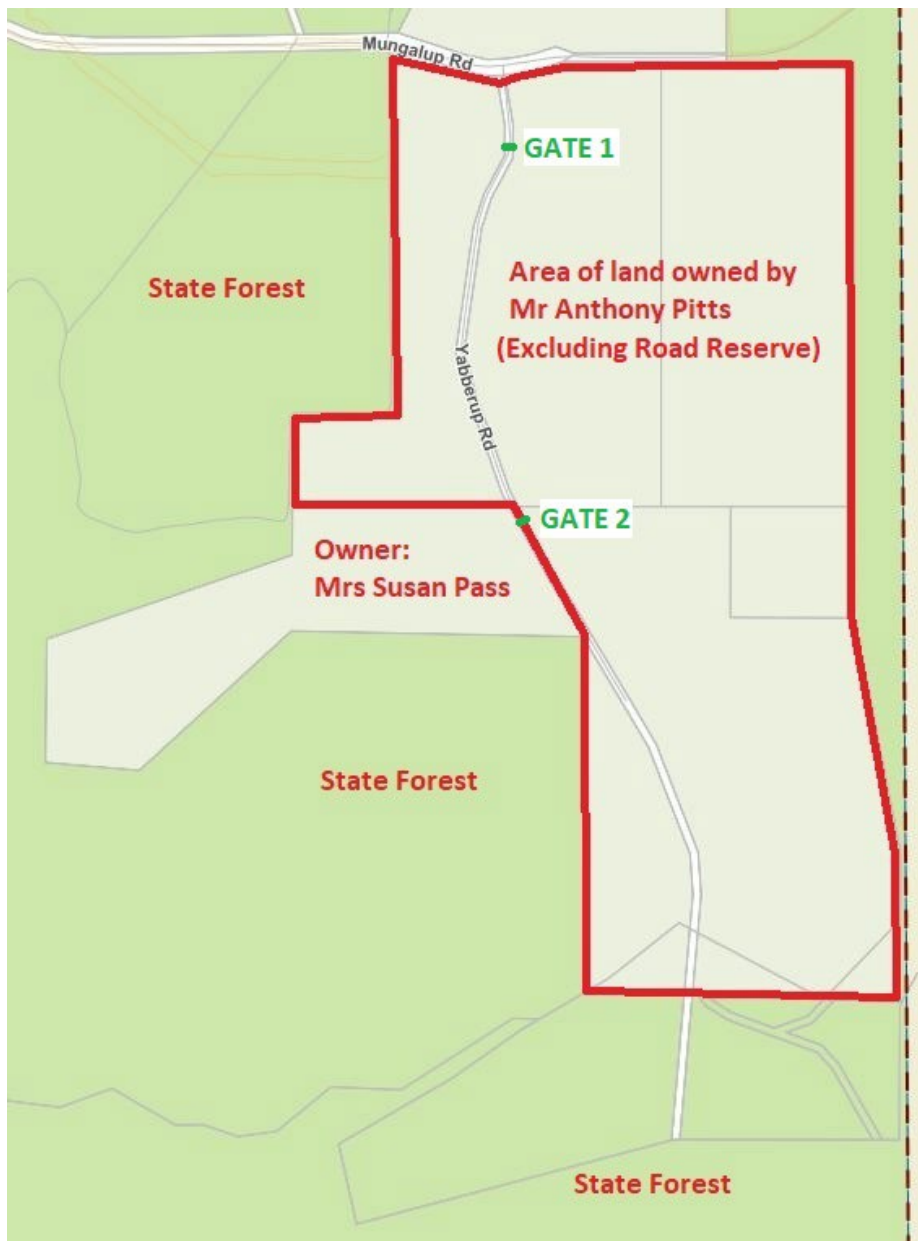 Mungalup Rd
GATE 1
State Forest
Area of land owned by
Mr Anthony Pitts
(Excluding Road Reserve)
Yabberup Rd
GATE 2
Owner:
Mrs Susan Pass
State Forest
State Forest